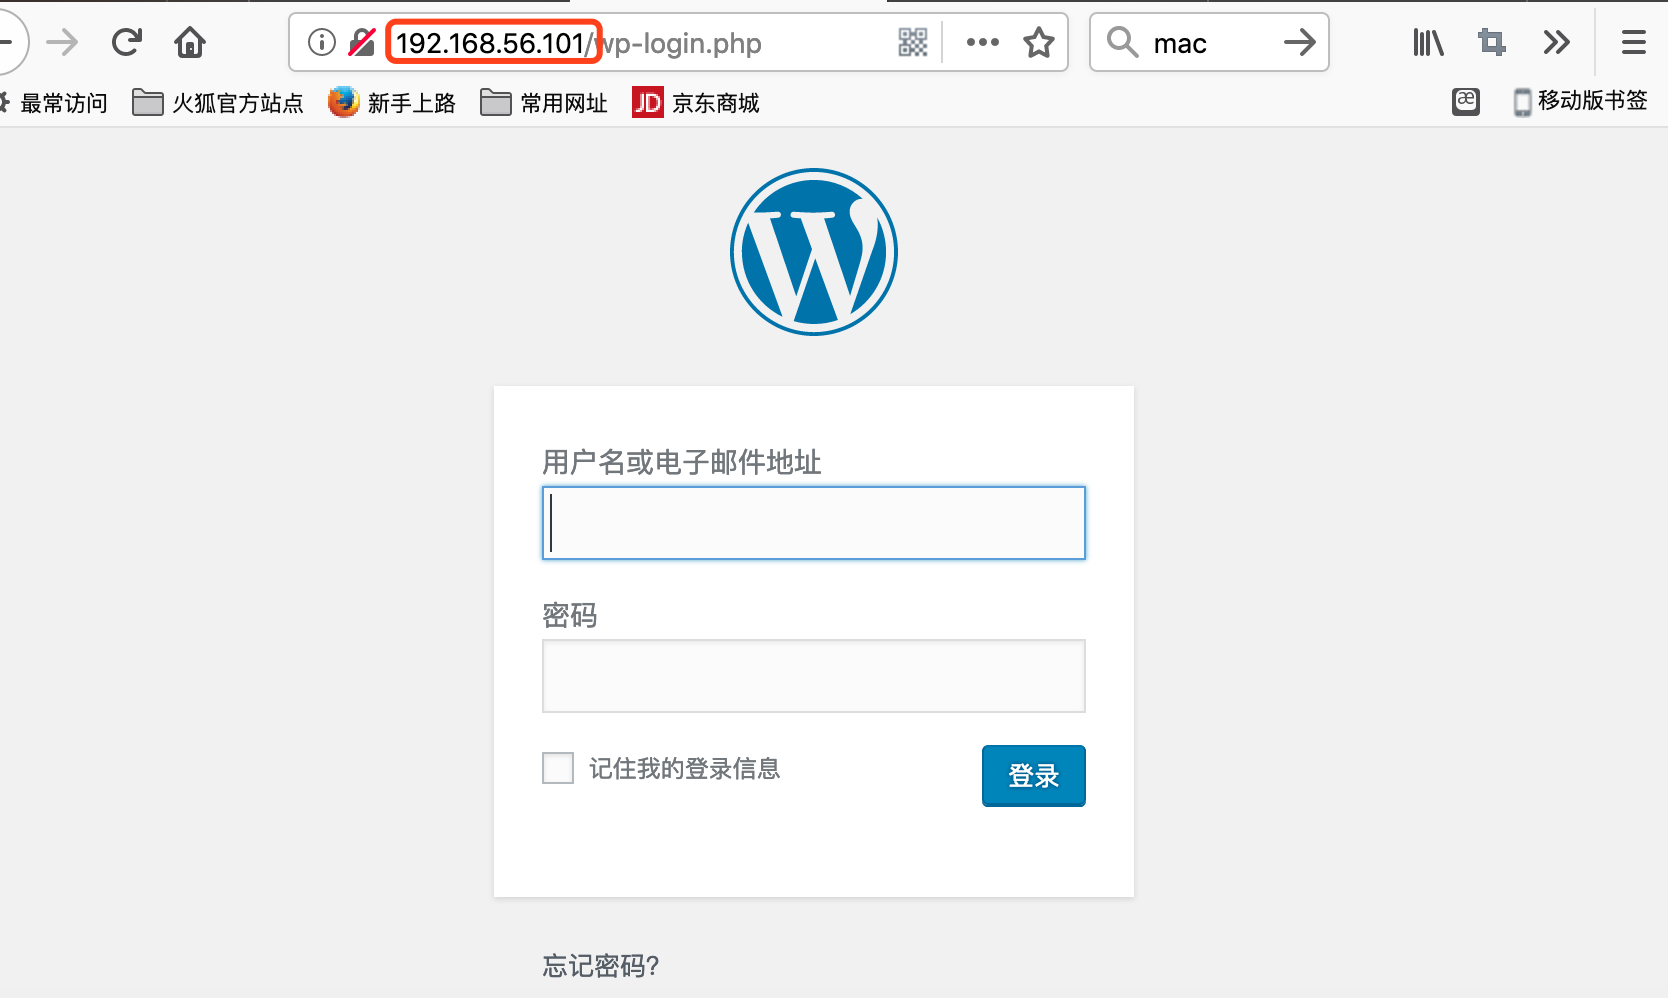 192.168.56.101/wp-login.php
mac
最常访问 火狐官方站点 新手上路 常用网址 JD 京东商城 æ 移动版书签
用户名或电子邮件地址
密码
记住我的登录信息 登录
忘记密码?